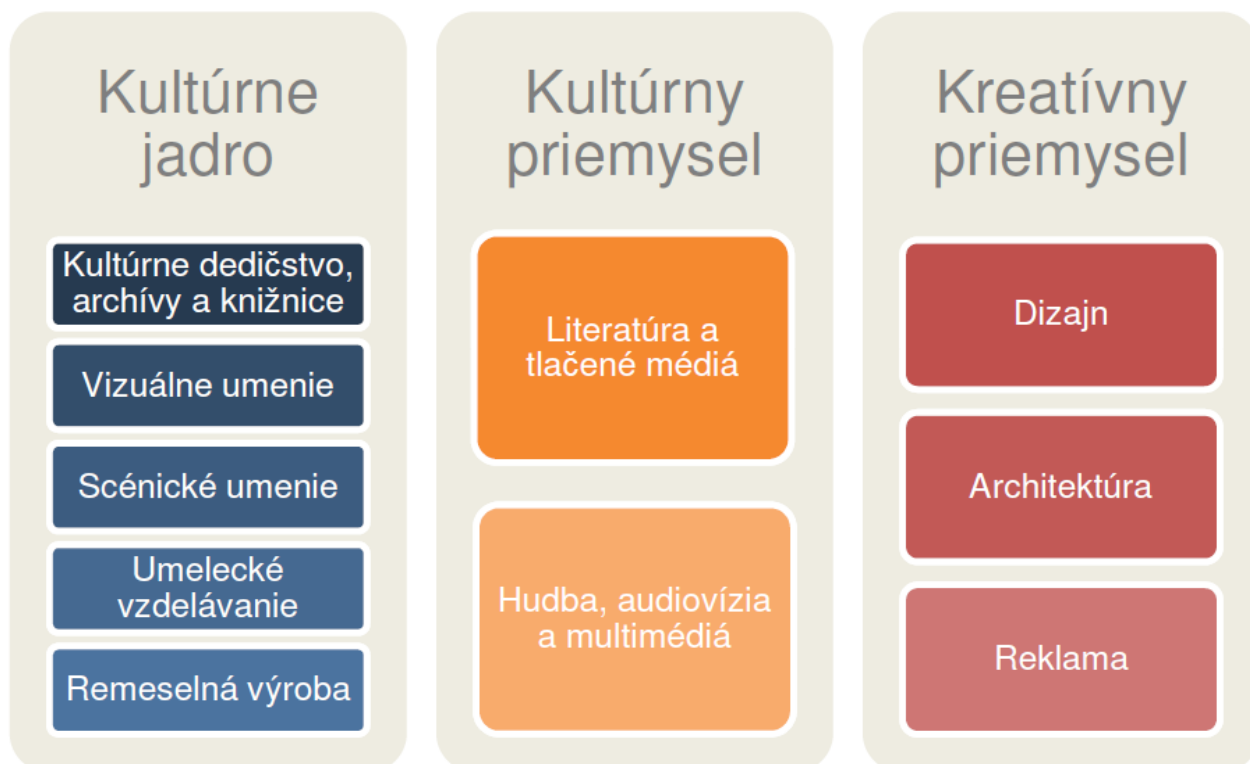 Kultúrne
jadro
Kultúrne dedičstvo,
archívy a knižnice
Vizuálne umenie
Scénické umenie
Umelecké
vzdelávanie
Remeselná výroba
Kultúrny
priemysel
Literatúra a
tlačené médiá
Hudba, audiovízia
a multimédiá
Kreatívny
priemysel
Dizajn
Architektúra
Reklama